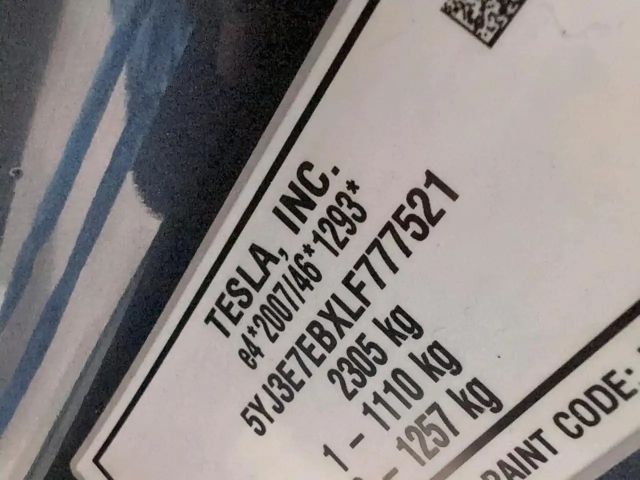 TESLA, INC.
e4*2007/46*1293*
5YJ3E7EBXLF777521
2305 kg
1 - 1110 kg
- 1257 kg
PAINT CODE: